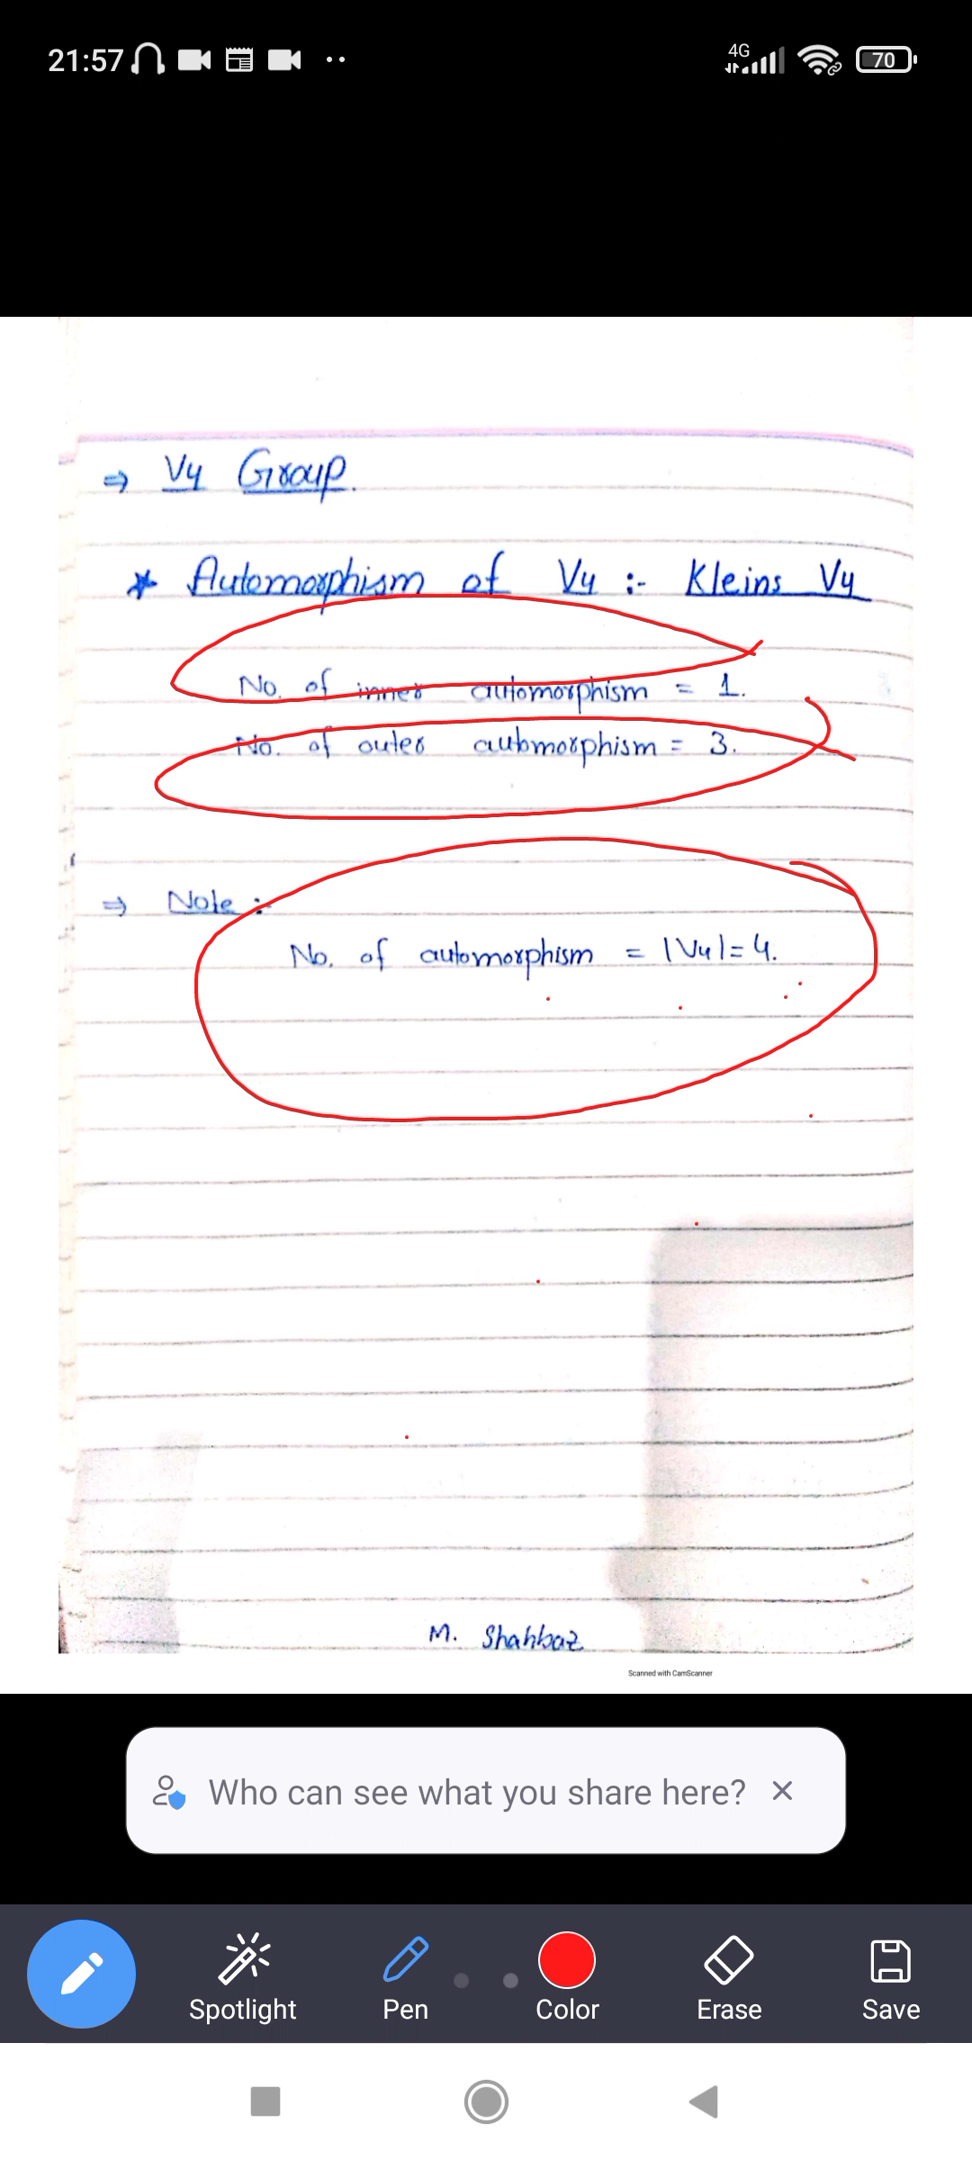 21:57
4G
70
⇒ V4 Group.
* Automorphism of V4 :- Kleins V4
No. of inner automorphism = 1.
No. of outer automorphism = 3.
⇒ Note :-
No. of automorphism = |V4| = 4.
M. Shahbaz
Scanned with CamScanner
Who can see what you share here?
Spotlight
Pen
Color
Erase
Save